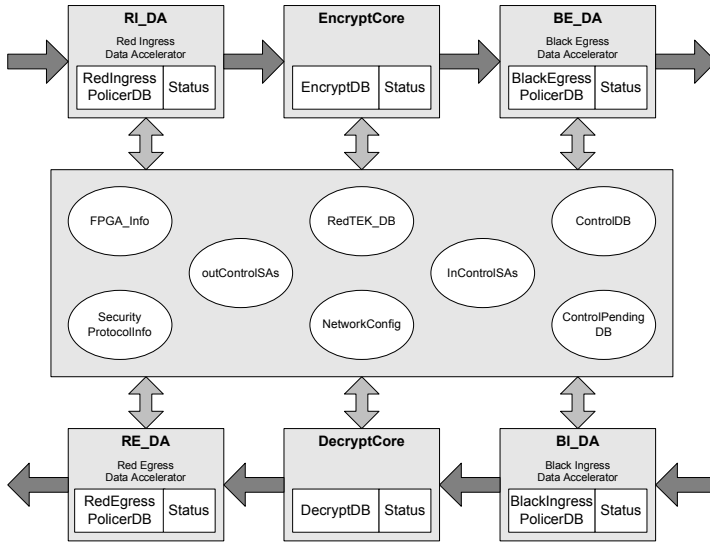 RI_DA
Red Ingress
Data Accelerator
RedIngress
PolicerDB
Status
EncryptCore
EncryptDB
Status
BE_DA
Black Egress
Data Accelerator
BlackEgress
PolicerDB
Status
FPGA_Info
RedTEK_DB
ControlDB
outControlSAs
InControlSAs
Security
ProtocolInfo
NetworkConfig
ControlPending
DB
RE_DA
Red Egress
Data Accelerator
RedEgress
PolicerDB
Status
DecryptCore
DecryptDB
Status
BI_DA
Black Ingress
Data Accelerator
BlackIngress
PolicerDB
Status